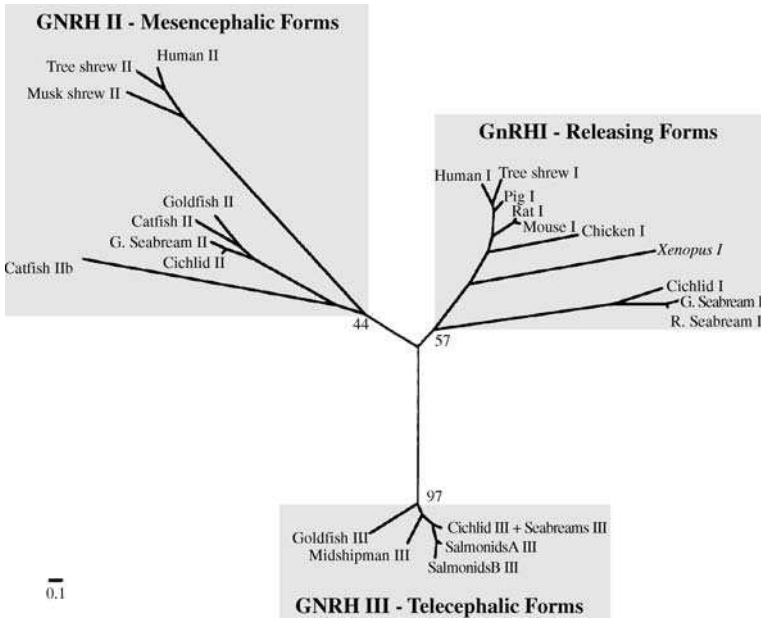 GNRH II - Mesencephalic Forms
Human II
Tree shrew II
Musk shrew II
Goldfish II
Catfish II
G. Seabream II
Cichlid II
Catfish IIb
44
GnRHI - Releasing Forms
Human I
Tree shrew I
Pig I
Rat I
Mouse I
Chicken I
Xenopus I
Cichlid I
G. Seabream I
R. Seabream I
57
97
Goldfish III
Midshipman III
Cichlid III + Seabreams III
SalmonidsA III
SalmonidsB III
GNRH III - Telecephalic Forms
0.1